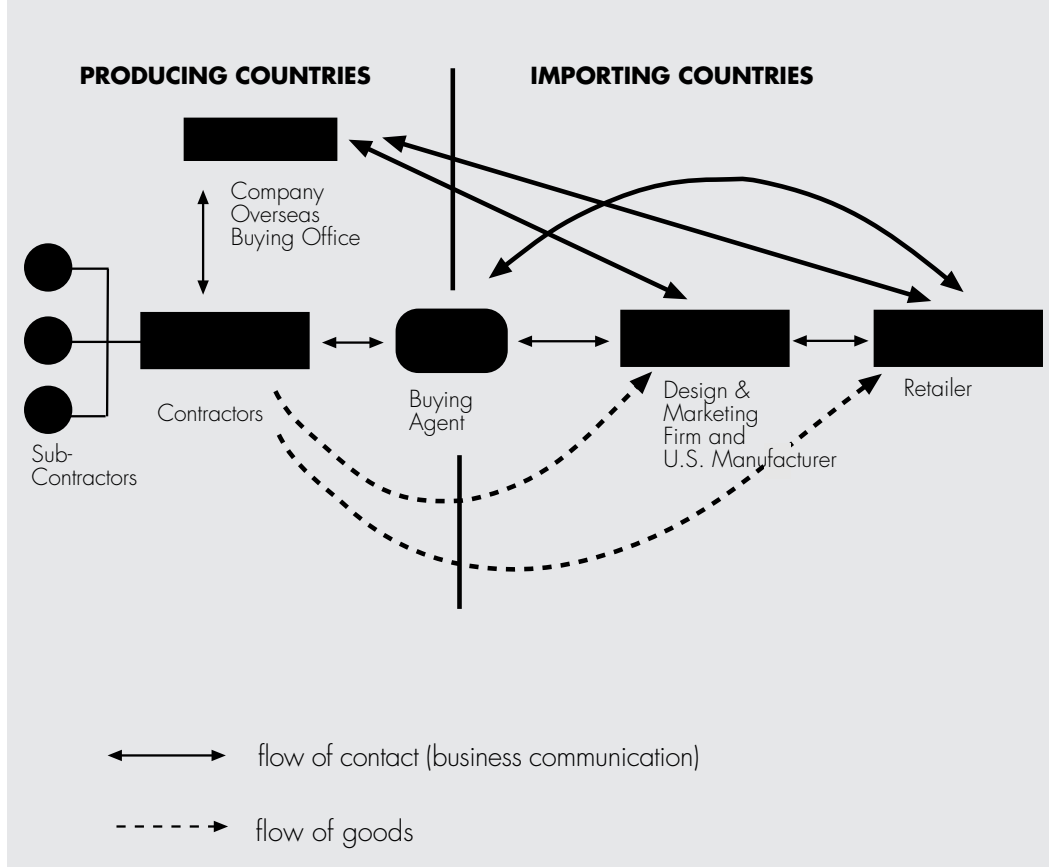 PRODUCING COUNTRIES
IMPORTING COUNTRIES
Company
Overseas
Buying Office
Contractors
Sub-
Contractors
Buying
Agent
Design &
Marketing
Firm and
U.S. Manufacturer
Retailer
flow of contact (business communication)
flow of goods